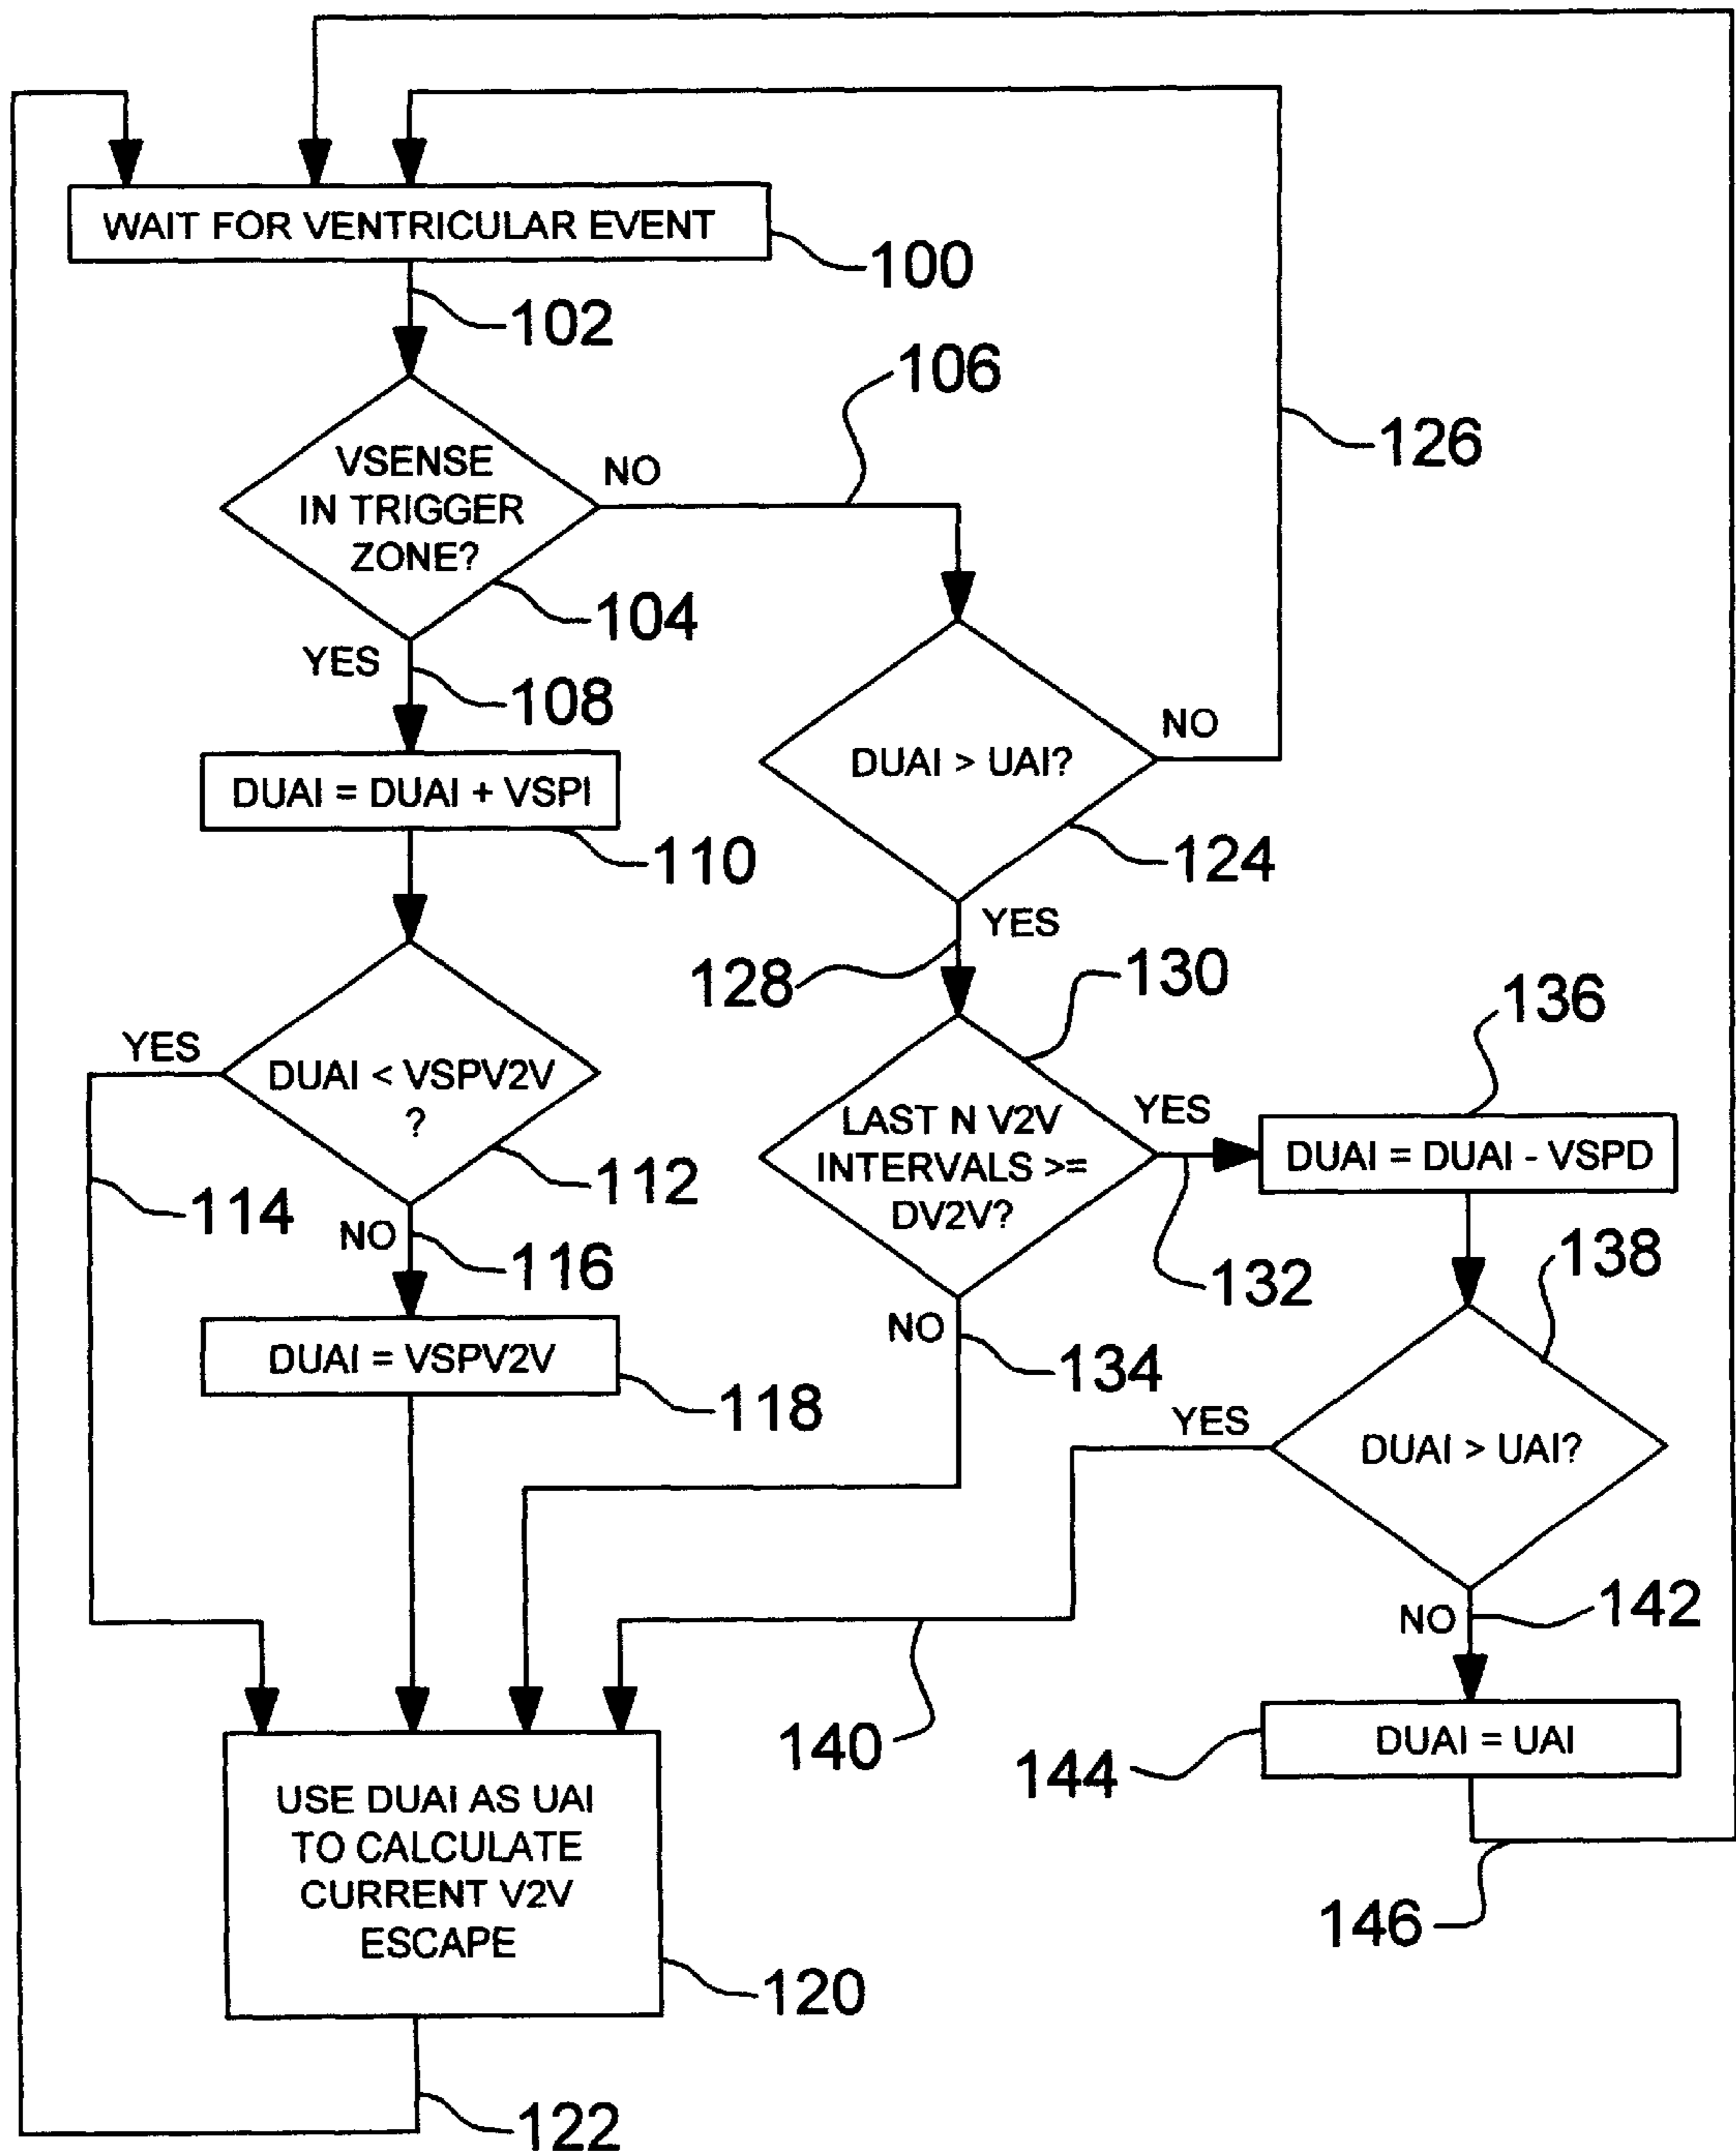 WAIT FOR VENTRICULAR EVENT
100
102
106
126
VSENSE
IN TRIGGER
ZONE?
NO
104
YES
108
DUAI = DUAI + VSPI
110
DUAI > UAI?
NO
124
YES
128
130
136
YES
DUAI < VSPV2V
?
112
114
NO
116
LAST N V2V
INTERVALS >=
DV2V?
YES
132
DUAI = DUAI - VSPD
138
NO
134
DUAI = VSPV2V
118
YES
DUAI > UAI?
NO
142
140
144
DUAI = UAI
146
USE DUAI AS UAI
TO CALCULATE
CURRENT V2V
ESCAPE
120
122